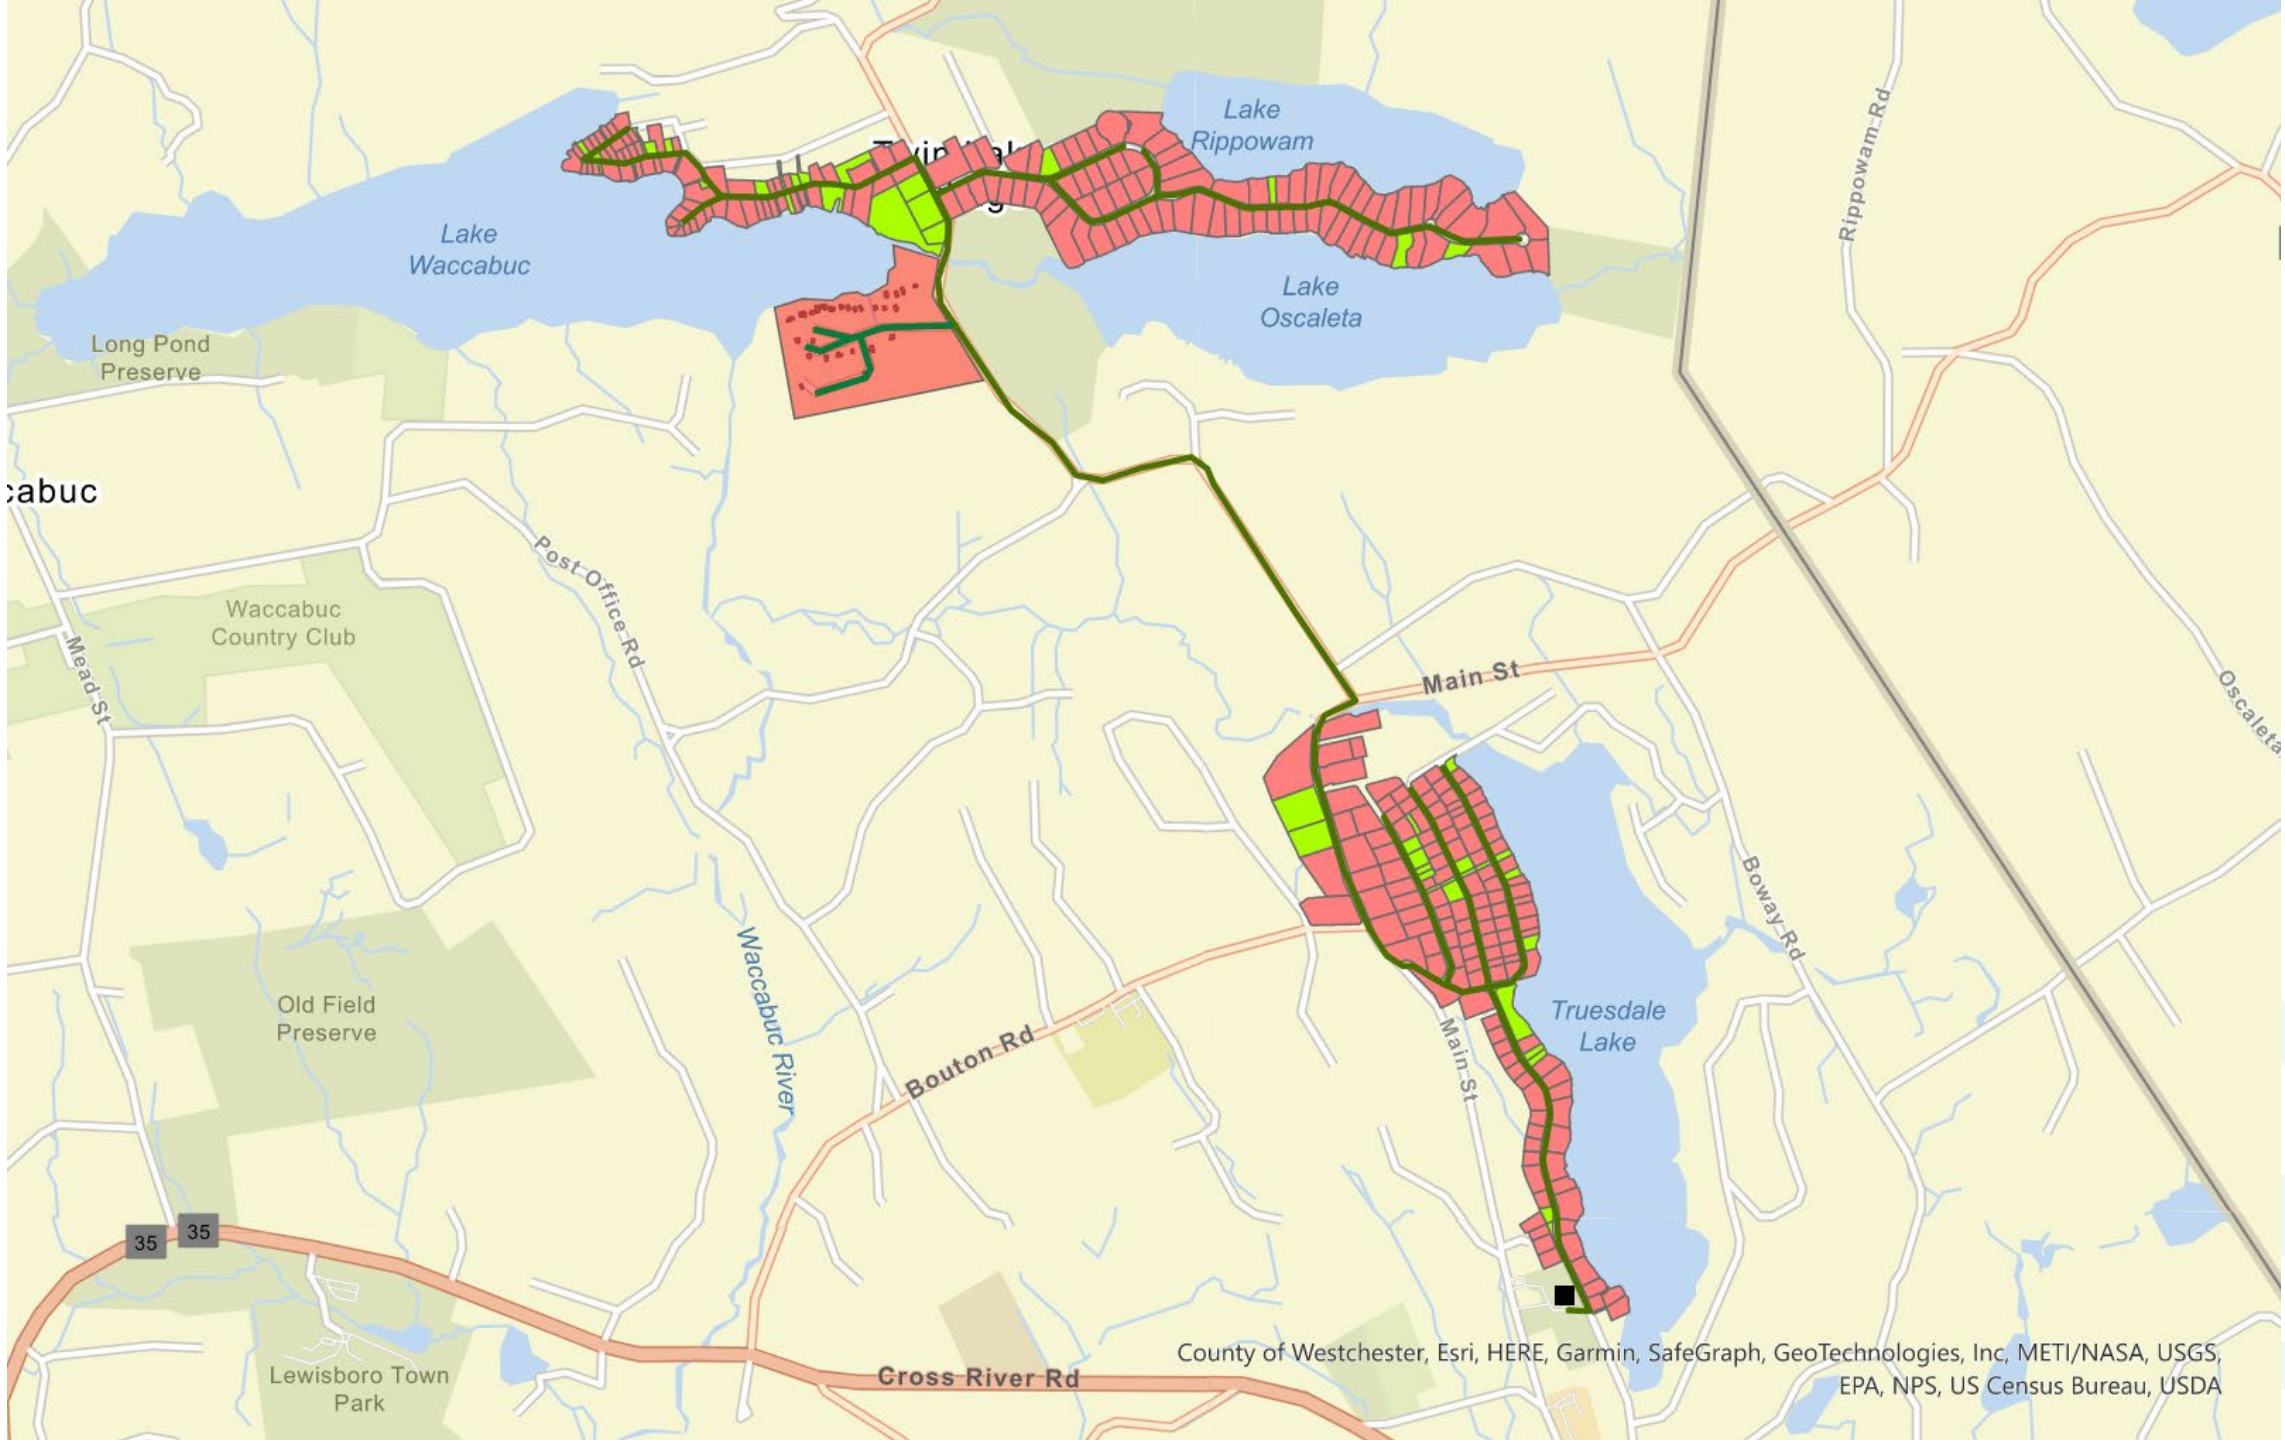 Lake
Rippowam
Rippowam Rd
Lake
Waccabuc
Lake
Oscaleta
Long Pond
Preserve
cabuc
Post Office Rd
Waccabuc
Country Club
Mead St
Main St
Oscaleta
Boway Rd
Waccabuc River
Old Field
Preserve
Truesdale
Lake
Bouton Rd
Main St
35
35
Lewisboro Town
Park
Cross River Rd
County of Westchester, Esri, HERE, Garmin, SafeGraph, GeoTechnologies, Inc, METI/NASA, USGS,
EPA, NPS, US Census Bureau, USDA